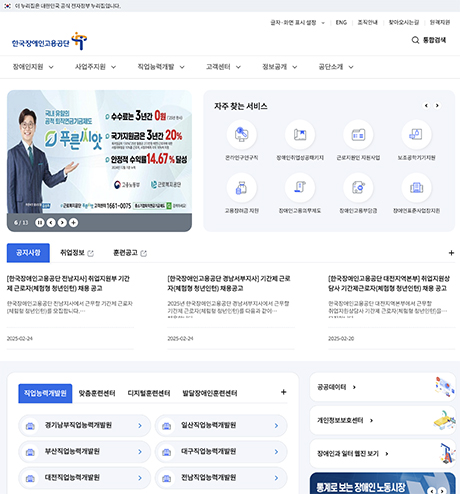 이 누리집은 대한민국 공식 전자정부 누리집입니다.
글자·화면 표시 설정 ENG 조직안내 찾아오시는길 원격지원
한국장애인고용공단
통합검색
장애인지원 사업주지원 직업능력개발 고객센터 정보공개 공단소개
국내 유일의
공적 퇴직연금기금제도
푸른씨앗
수수료는 3년간 0원
국가지원금은 3년간 20%
안정적 수익률 14.67% 달성
고용노동부 근로복지공단
고객센터 1661-0075
6 / 13
자주 찾는 서비스
온라인구인구직 장애인취업성공패키지 근로지원인 지원사업 보조공학기기지원
고용장려금 지원 장애인고용의무제도 장애인고용부담금 장애인표준사업장지원
공지사항 취업정보 훈련공고
[한국장애인고용공단 전남지사] 취업지원부 기간
제 근로자(체험형 청년인턴) 채용 공고
한국장애인고용공단 전남지사에서 근무할 기간제 근로자
(체험형 청년인턴)를 모집합니다....
2025-02-24
[한국장애인고용공단 경남서부지사] 기간제 근로
자(체험형 청년인턴) 채용 공고
2025년 한국장애인고용공단 경남서부지사에서 근무할
기간제 근로자(체험형 청년인턴)를 다음과 같이
2025-02-24
[한국장애인고용공단 대전지역본부] 취업지원상
담사 기간제근로자(체험형 청년인턴) 채용 공고
한국장애인고용공단 대전지역본부에서 근무할
취업지원상담사 기간제 근로자(체험형 청년인턴)을
2025-02-20
직업능력개발원 맞춤훈련센터 디지털훈련센터 발달장애인훈련센터
경기남부직업능력개발원 일산직업능력개발원
부산직업능력개발원 대구직업능력개발원
대전직업능력개발원 전남직업능력개발원
공공데이터
개인정보보호센터
장애인과 일터 웹진 보기
통계로 보는 장애인 노동시장